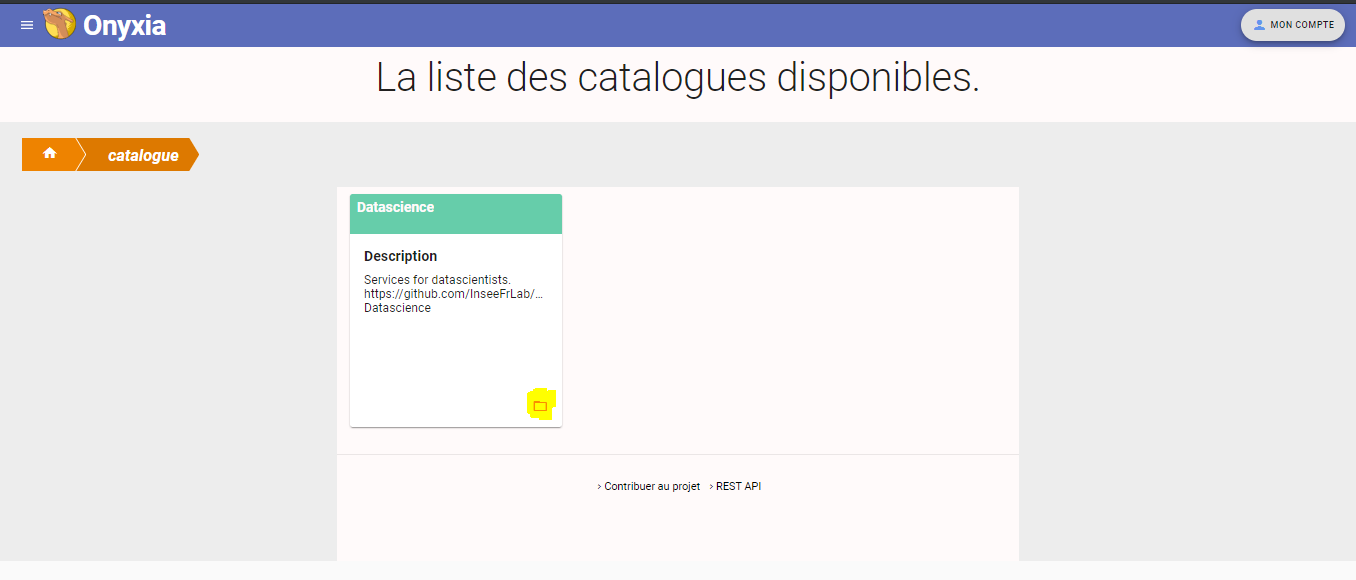 Onyxia
MON COMPTE
La liste des catalogues disponibles.
catalogue
Datascience
Description
Services for datascientists.
https://github.com/InseeFrLab/...
Datascience
› Contribuer au projet › REST API